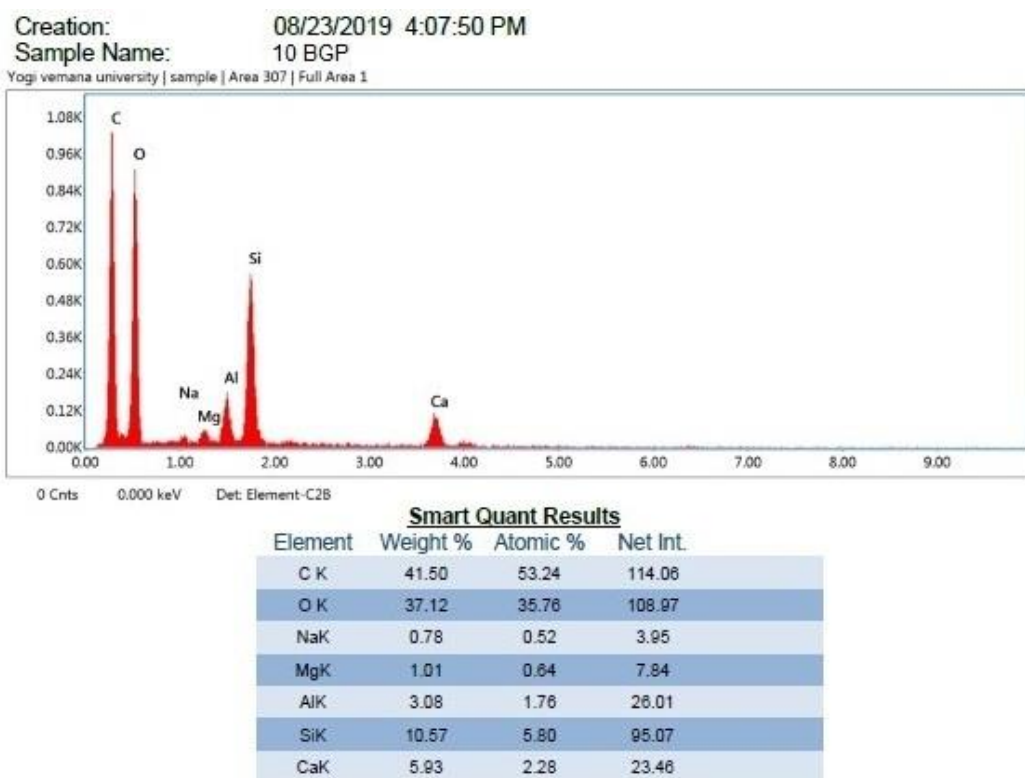 Creation: 08/23/2019 4:07:50 PM
Sample Name: 10 BGP
Yogi vemana university | sample | Area 307 | Full Area 1
1.08K
0.96K
0.84K
0.72K
0.60K
0.48K
0.36K
0.24K
0.12K
0.00K
C
O
Na
Mg
Al
Si
Ca
0.00 1.00 2.00 3.00 4.00 5.00 6.00 7.00 8.00 9.00
0 Cnts 0.000 keV Det: Element-C2B
Smart Quant Results
Element Weight % Atomic % Net Int.
C K 41.50 53.24 114.06
O K 37.12 35.76 108.97
NaK 0.78 0.52 3.95
MgK 1.01 0.64 7.84
AlK 3.08 1.76 26.01
SiK 10.57 5.80 95.07
CaK 5.93 2.28 23.46